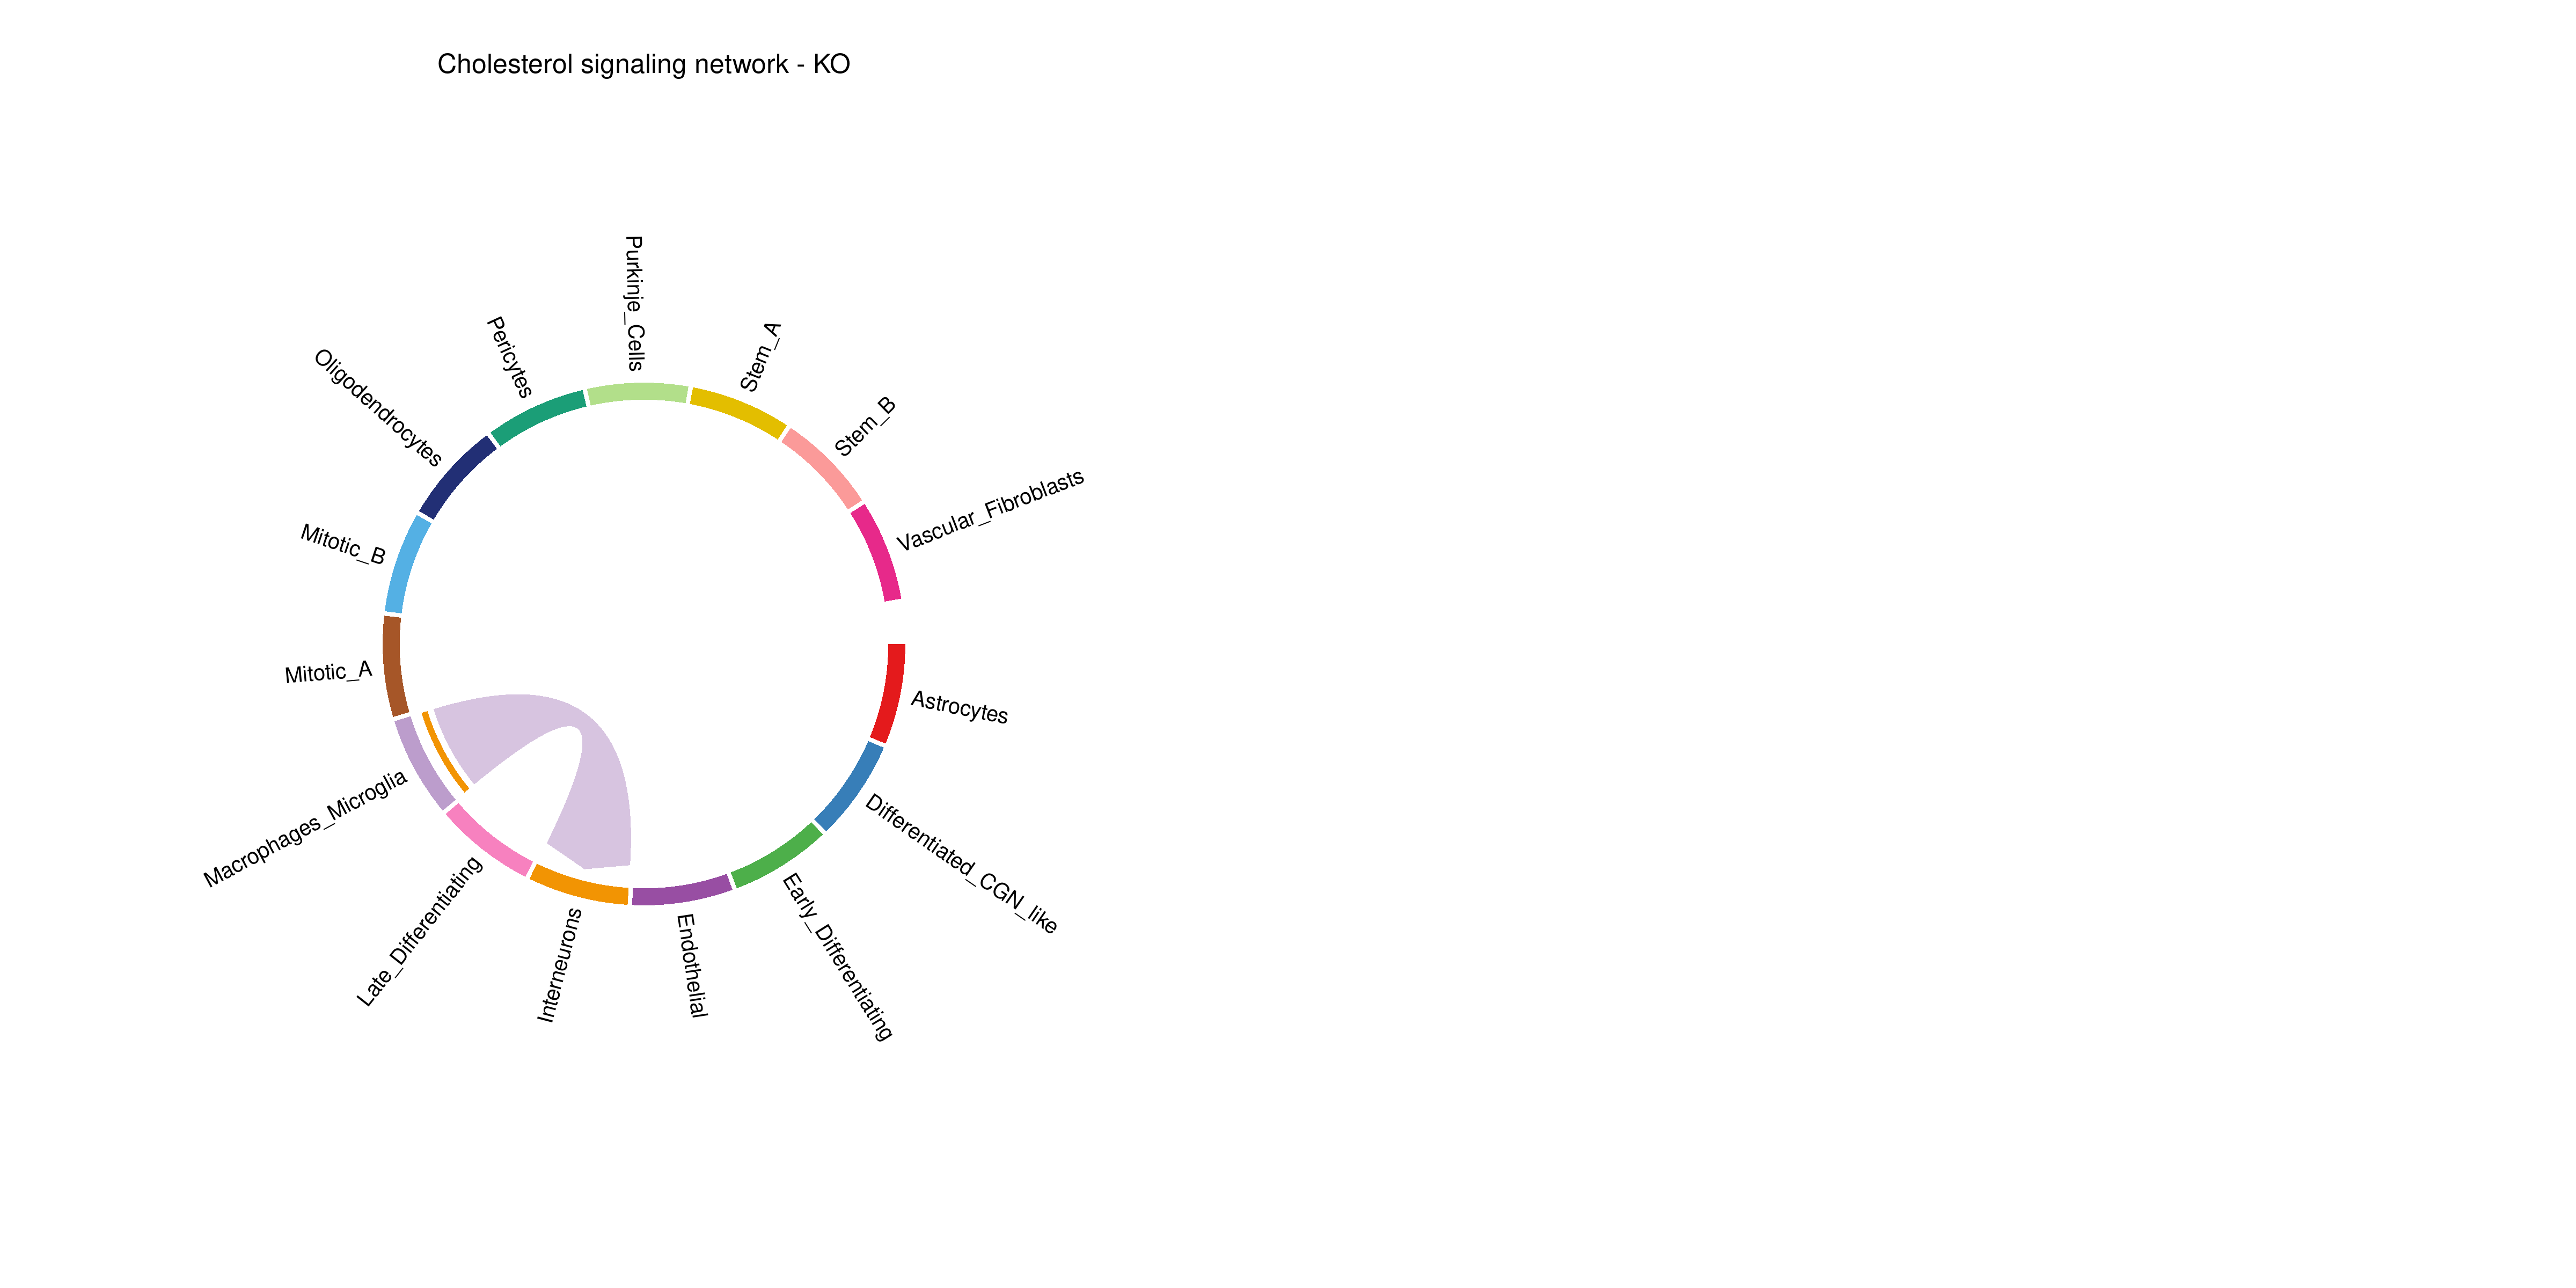 Cholesterol signaling network - KO
Purkinje_Cells
Stem_A
Stem_B
Vascular_Fibroblasts
Astrocytes
Differentiated_CGN_like
Early_Differentiating
Endothelial
Interneurons
Late_Differentiating
Macrophages_Microglia
Mitotic_A
Mitotic_B
Oligodendrocytes
Pericytes